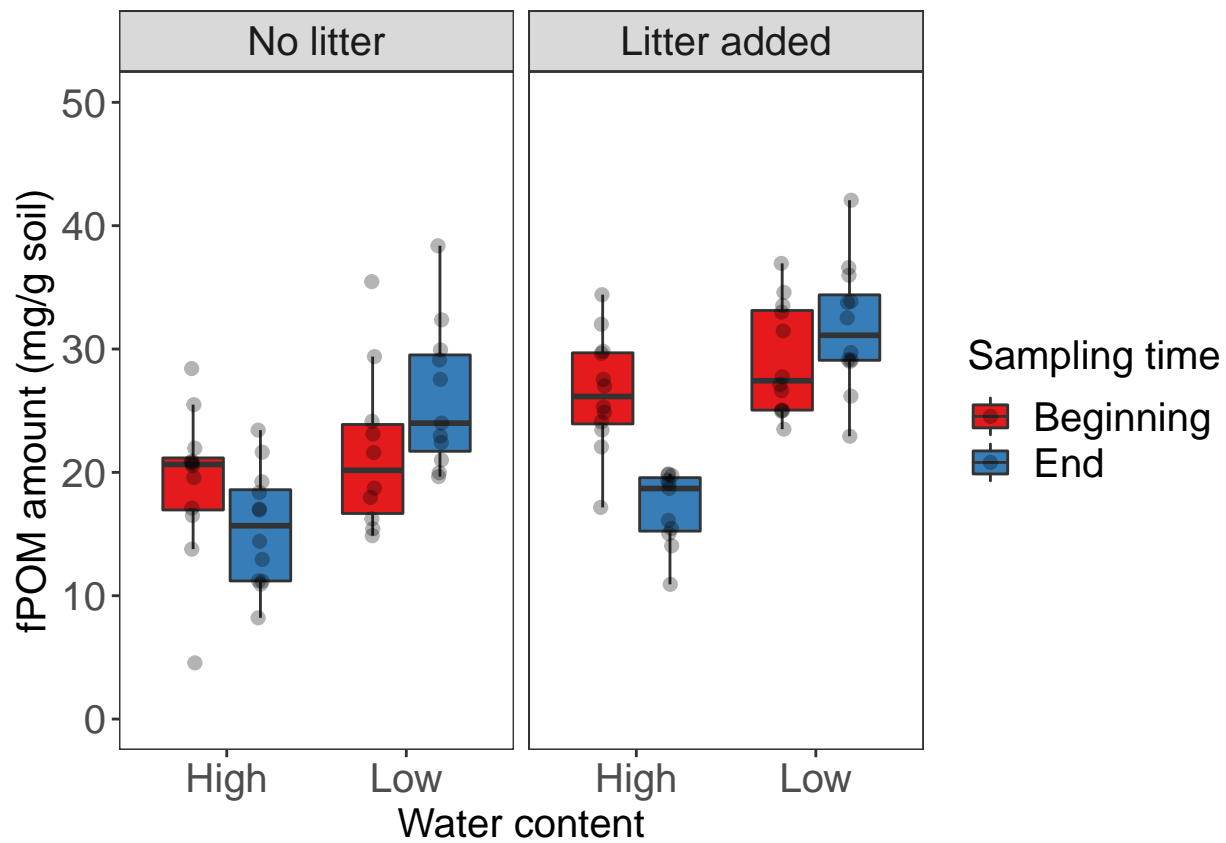 No litter
Litter added
fPOM amount (mg/g soil)
50
40
30
20
10
0
High
Low
High
Low
Water content
Sampling time
Beginning
End